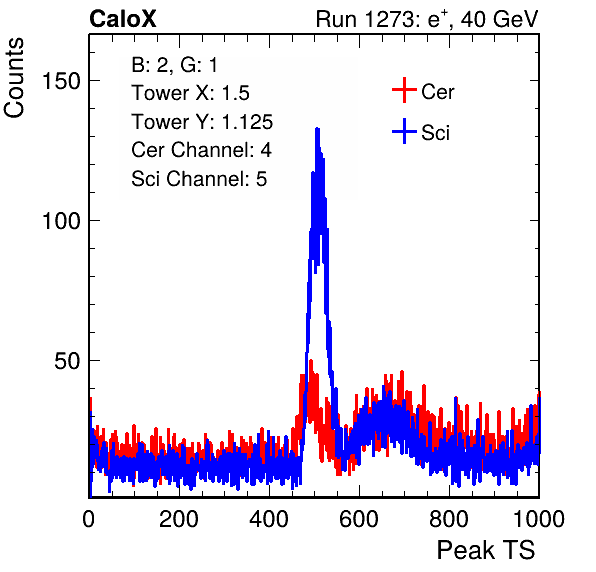 CaloX Run 1273: e⁺, 40 GeV
Counts
B: 2, G: 1
Tower X: 1.5
Tower Y: 1.125
Cer Channel: 4
Sci Channel: 5
Cer
Sci
150
100
50
0 200 400 600 800 1000
Peak TS